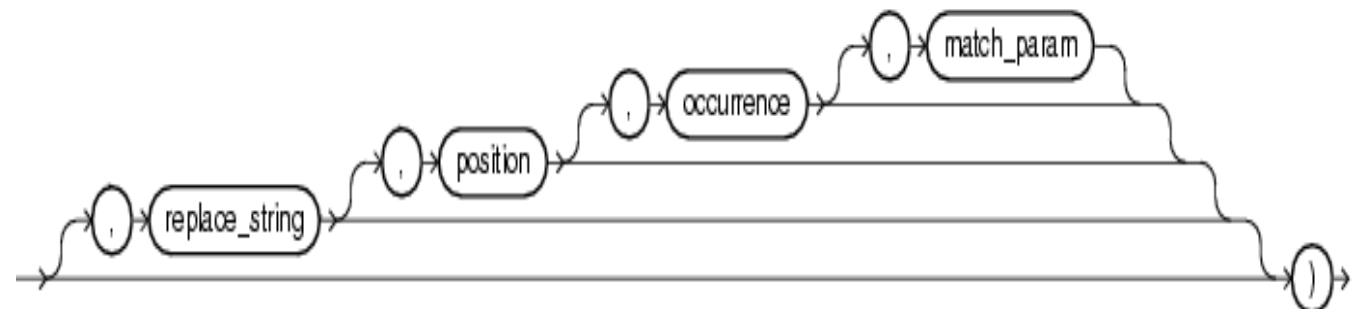 , match_param
, occurrence
, position
, replace_string
)